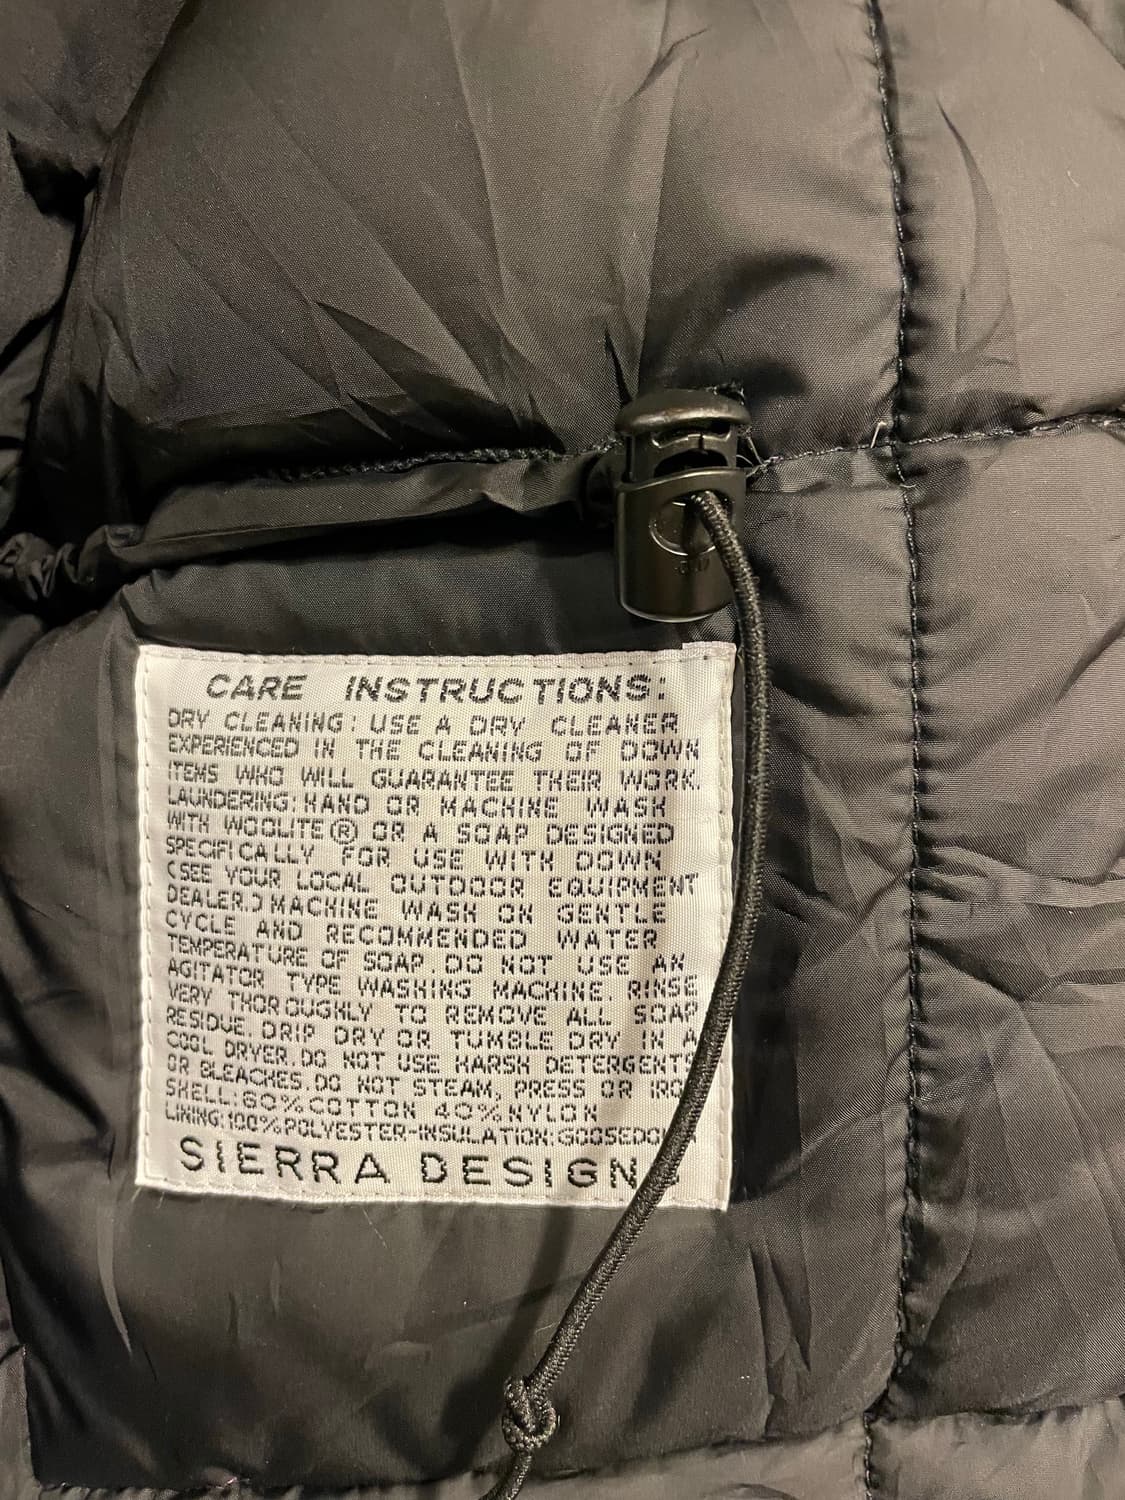 CARE INSTRUCTIONS:
DRY CLEANING: USE A DRY CLEANER
EXPERIENCED IN THE CLEANING OF DOWN
ITEMS WHO WILL GUARANTEE THEIR WORK.
LAUNDERING: HAND OR MACHINE WASH
WITH WOOLITE® OR A SOAP DESIGNED
SPECIFICALLY FOR USE WITH DOWN
(SEE YOUR LOCAL OUTDOOR EQUIPMENT
DEALER.) MACHINE WASH ON GENTLE
CYCLE AND RECOMMENDED WATER
TEMPERATURE OF SOAP. DO NOT USE AN
AGITATOR TYPE WASHING MACHINE. RINSE
VERY THOROUGHLY TO REMOVE ALL SOAP
RESIDUE. DRIP DRY OR TUMBLE DRY IN A
COOL DRYER. DO NOT USE HARSH DETERGENTS
OR BLEACHES. DO NOT STEAM, PRESS OR IRON
SHELL: 60% COTTON 40% NYLON
LINING: 100% POLYESTER-INSULATION: GOOSEDOWN
SIERRA DESIGNS